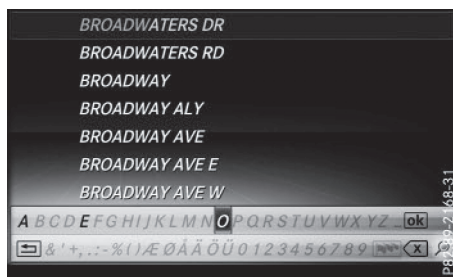 BROADWATERS DR
BROADWATERS RD
BROADWAY
BROADWAY ALY
BROADWAY AVE
BROADWAY AVE E
BROADWAY AVE W
A B C D E F G H I J K L M N O P Q R S T U V W X Y Z _ ok
& ' + , . : - % ( ) Æ Ø Å Ä Ö Ü 0 1 2 3 4 5 6 7 8 9
P82.89-2168-31